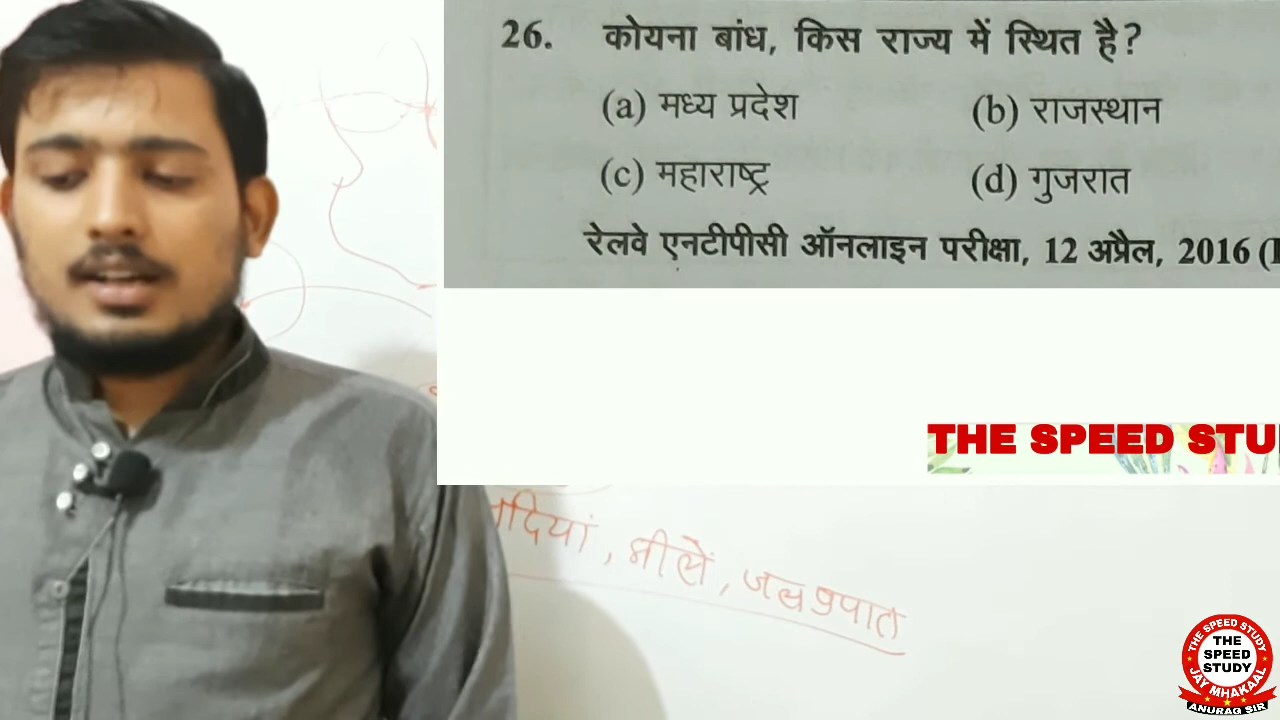 26. कोयना बांध, किस राज्य में स्थित है?
(a) मध्य प्रदेश (b) राजस्थान
(c) महाराष्ट्र (d) गुजरात
रेलवे एनटीपीसी ऑनलाइन परीक्षा, 12 अप्रैल, 2016
THE SPEED STU
नदियां, झीलें, जलप्रपात
THE SPEED STUDY
THE
SPEED
STUDY
JAY MHAKAAL
ANURAG SIR